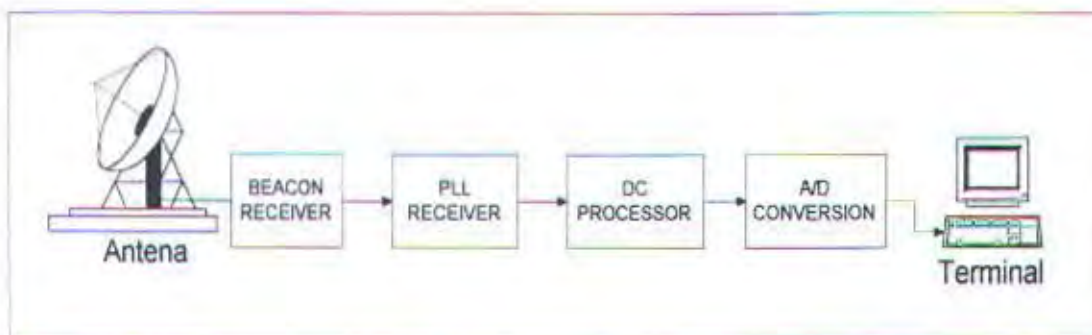 Antena
BEACON
RECEIVER
PLL
RECEIVER
DC
PROCESSOR
A/D
CONVERSION
Terminal